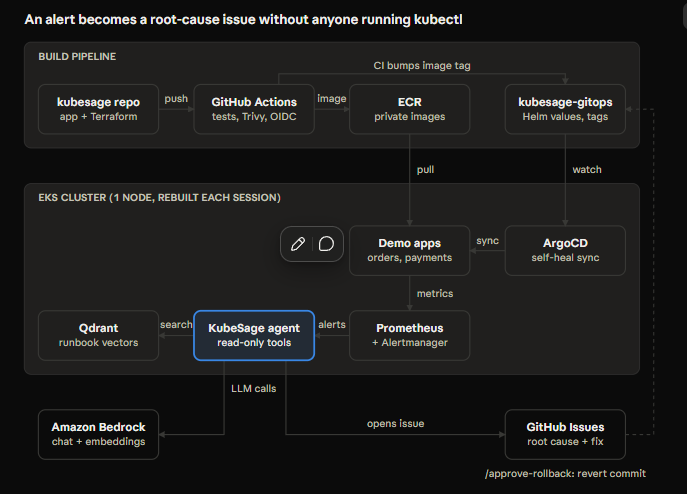 An alert becomes a root-cause issue without anyone running kubectl
BUILD PIPELINE
CI bumps image tag
kubesage repo
app + Terraform
push
GitHub Actions
tests, Trivy, OIDC
image
ECR
private images
kubesage-gitops
Helm values, tags
pull
watch
EKS CLUSTER (1 NODE, REBUILT EACH SESSION)
Demo apps
orders, payments
sync
ArgoCD
self-heal sync
metrics
Qdrant
runbook vectors
search
KubeSage agent
read-only tools
alerts
Prometheus
+ Alertmanager
LLM calls
Amazon Bedrock
chat + embeddings
opens issue
GitHub Issues
root cause + fix
/approve-rollback: revert commit